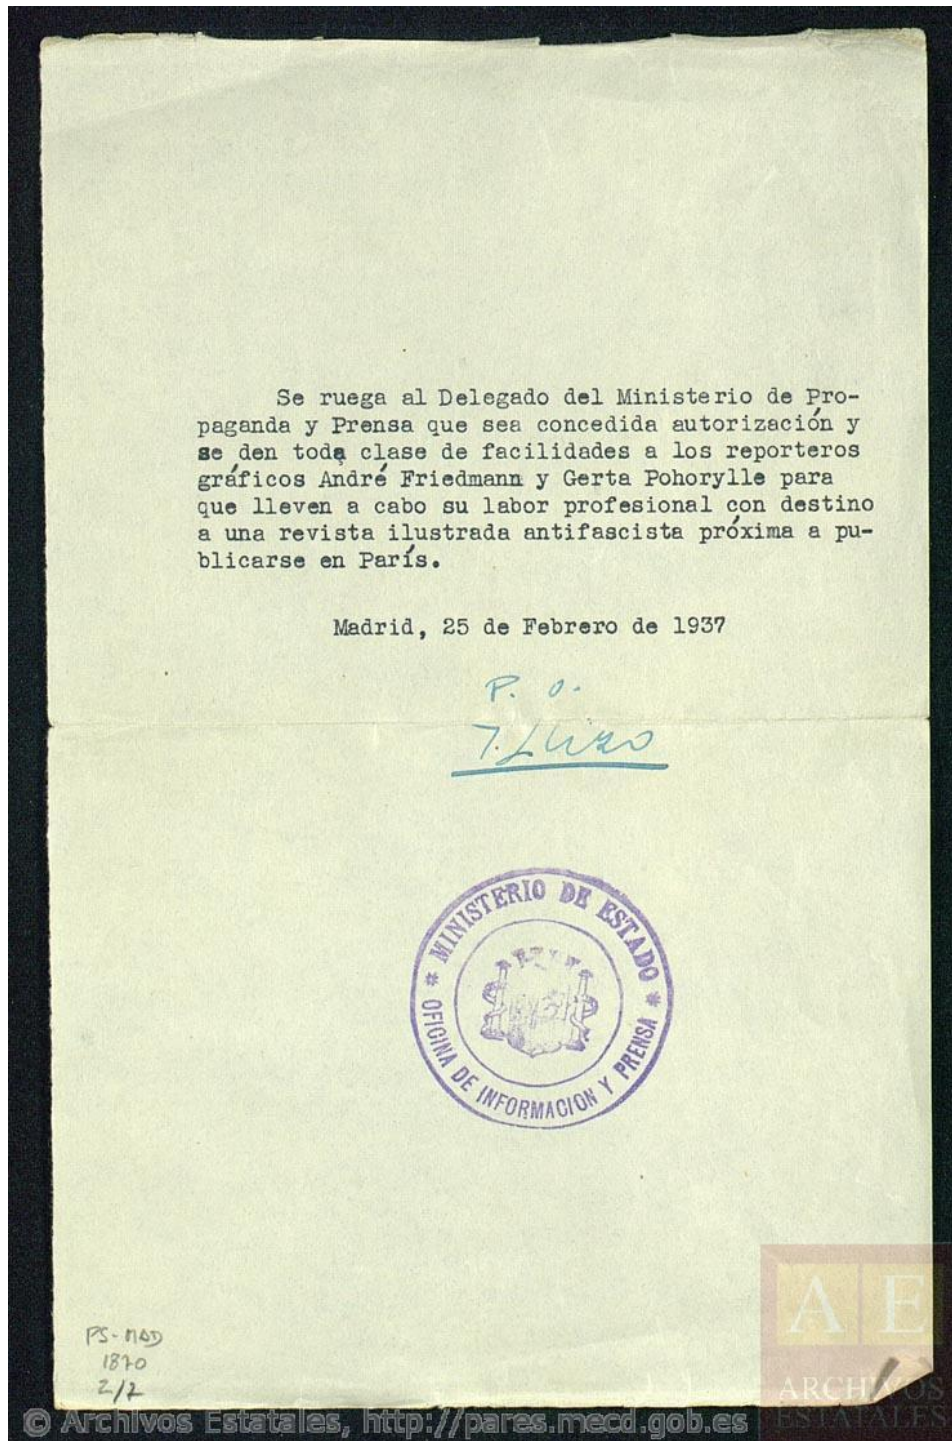 Se ruega al Delegado del Ministerio de Pro-
paganda y Prensa que sea concedida autorización y
se den toda clase de facilidades a los reporteros
gráficos André Friedmann y Gerta Pohorylle para
que lleven a cabo su labor profesional con destino
a una revista ilustrada antifascista próxima a pu-
blicarse en París.
Madrid, 25 de Febrero de 1937
P. O.
MINISTERIO DE ESTADO
OFICINA DE INFORMACION Y PRENSA
PS-MAD
1870
2/2
A E
ARCHIVOS
ESTATALES
© Archivos Estatales, http://pares.mecd.gob.es